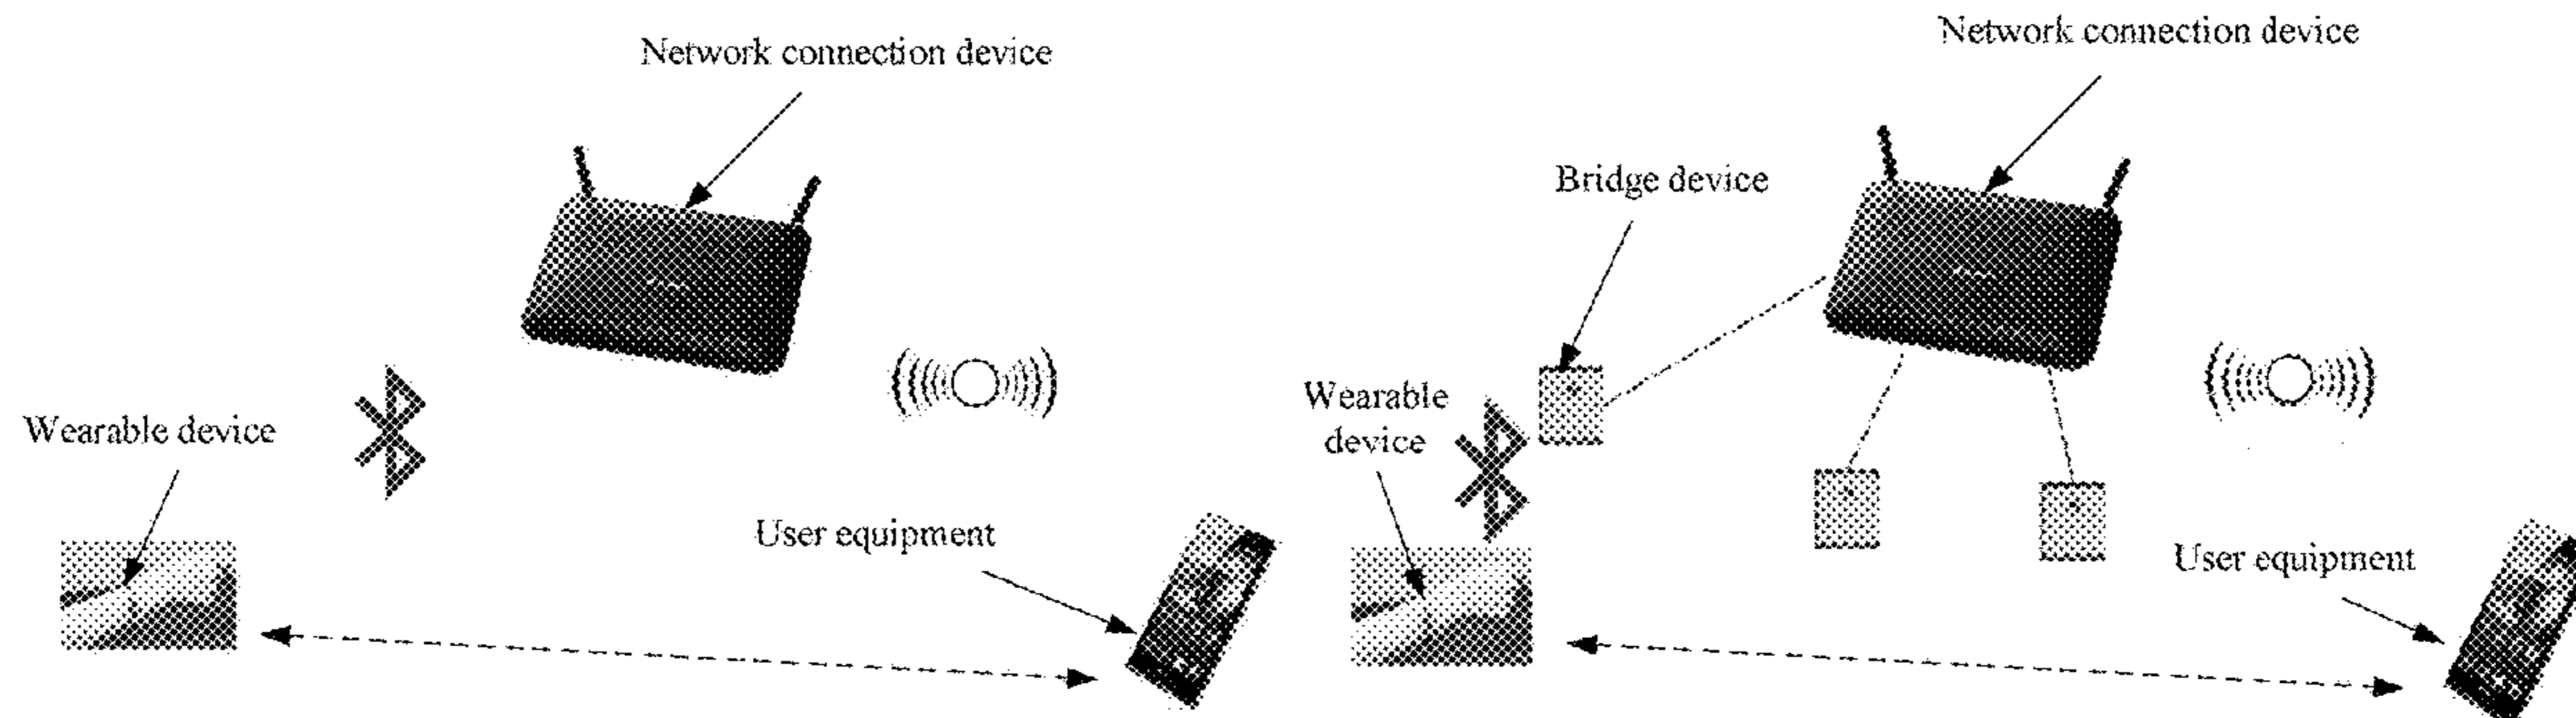 Network connection device
Wearable device
User equipment
Network connection device
Bridge device
Wearable
device
User equipment